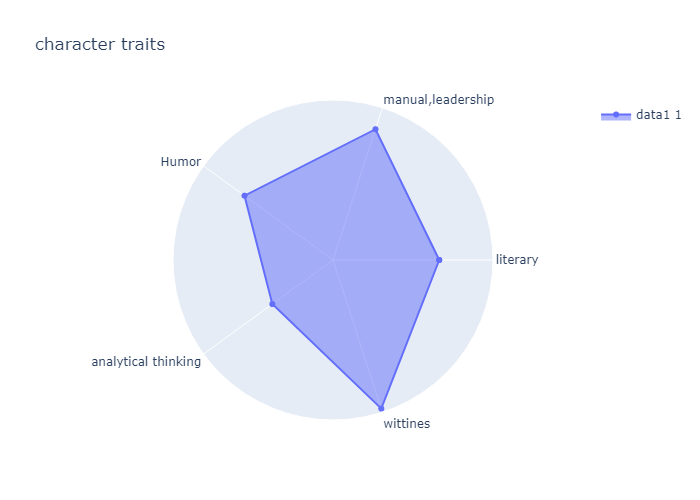 character traits
manual,leadership
data1 1
Humor
literary
analytical thinking
wittines